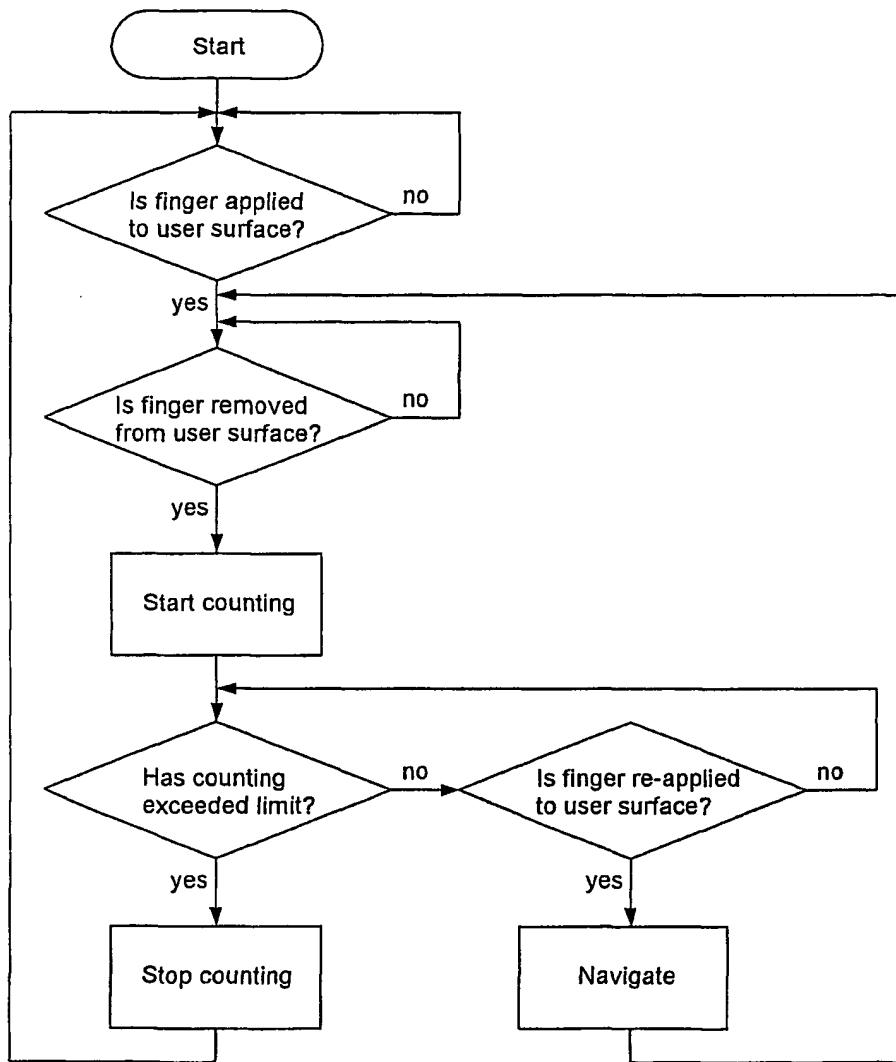 Start
Is finger applied
to user surface?
no
yes
Is finger removed
from user surface?
no
yes
Start counting
Has counting
exceeded limit?
no
Is finger re-applied
to user surface?
no
yes
yes
Stop counting
Navigate